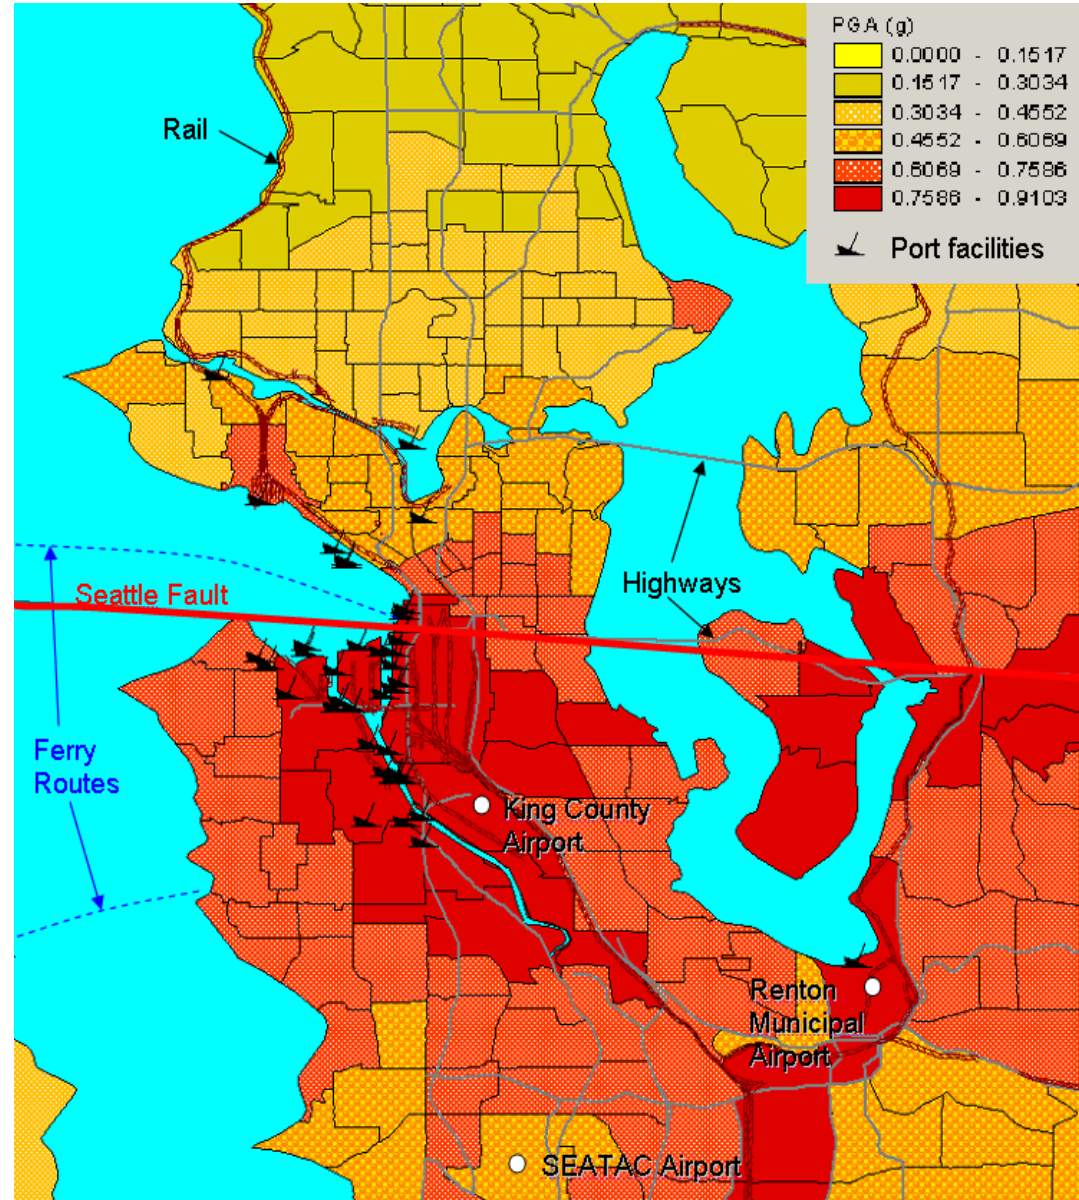 PGA (g)
0.0000 - 0.1517
0.1517 - 0.3034
0.3034 - 0.4552
0.4552 - 0.6069
0.6069 - 0.7586
0.7586 - 0.9103
Port facilities
Rail
Highways
Seattle Fault
Ferry
Routes
King County
Airport
Renton
Municipal
Airport
SEATAC Airport